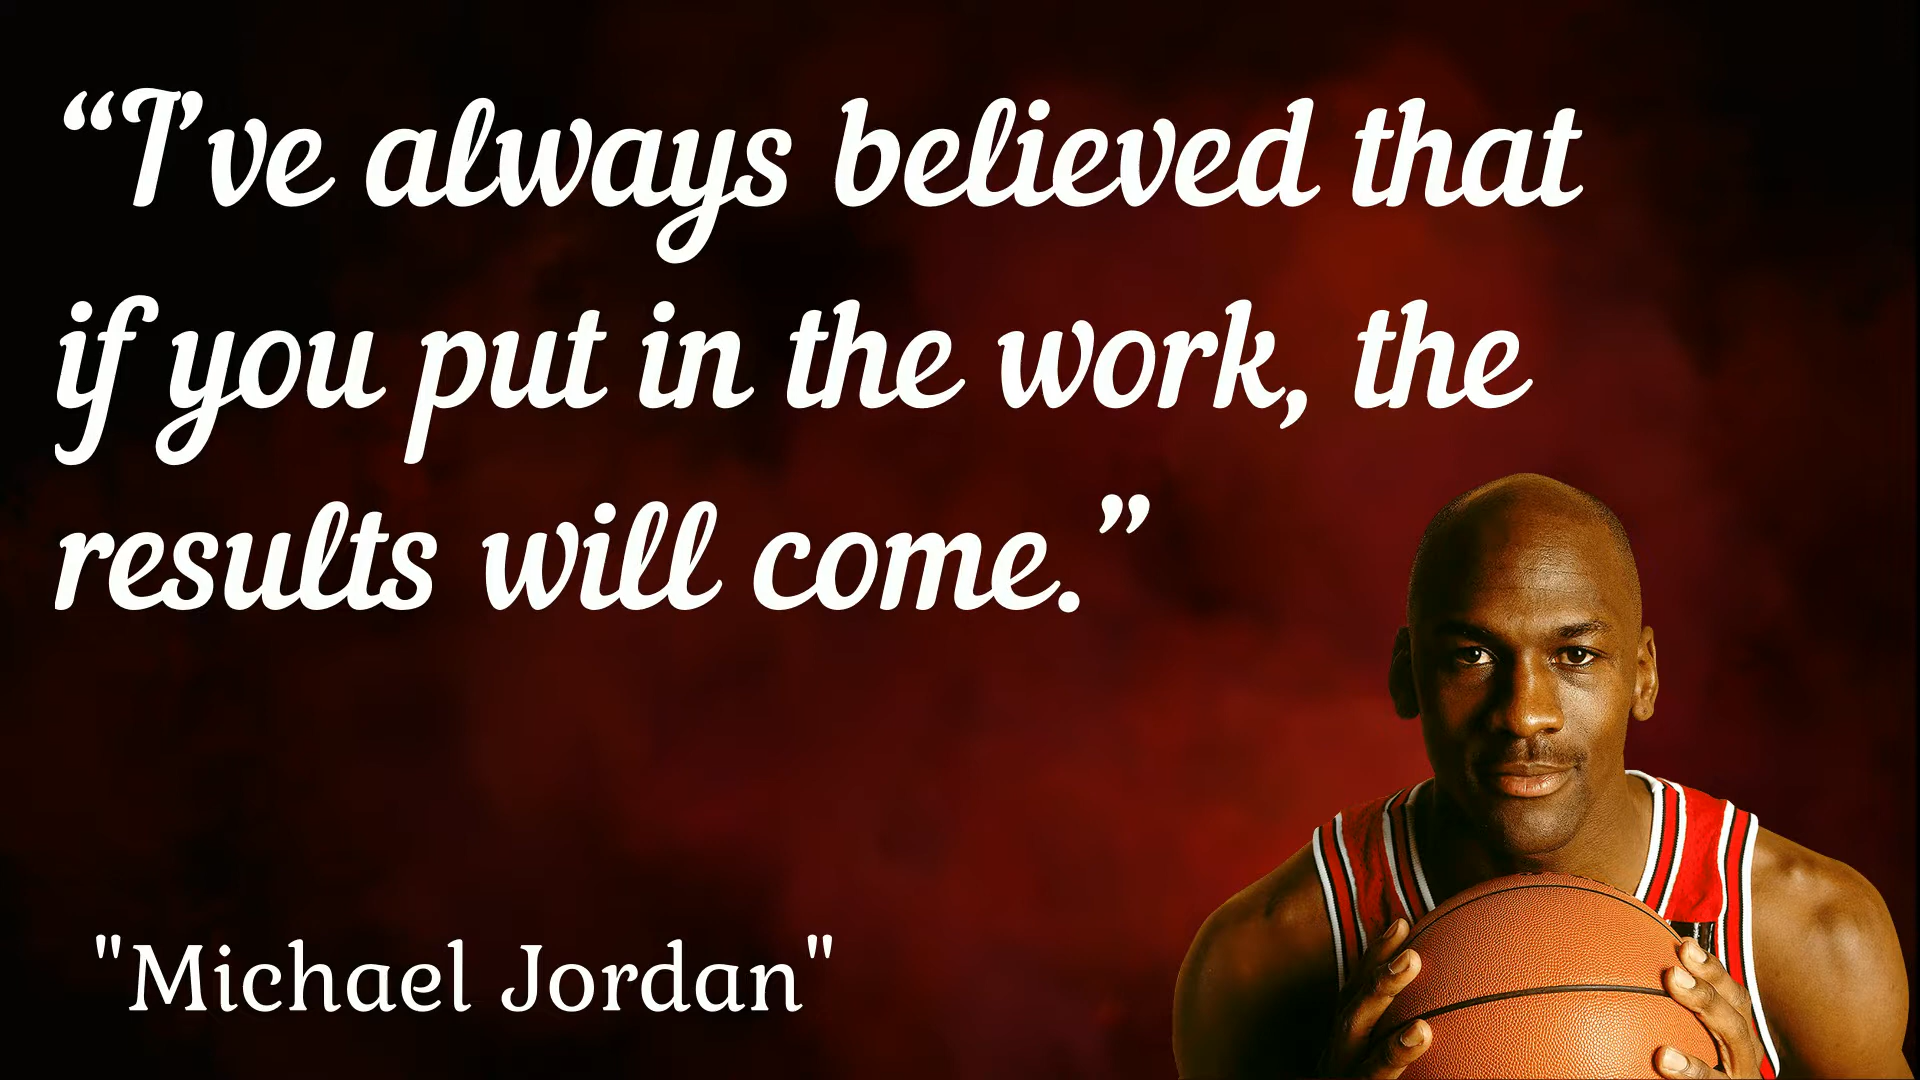 “I’ve always believed that
if you put in the work, the
results will come.”
"Michael Jordan"